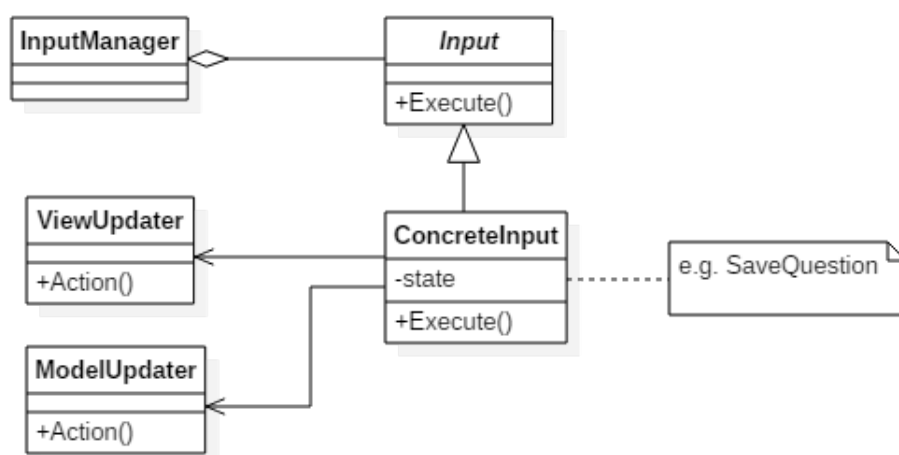 InputManager
Input
+Execute()
ViewUpdater
+Action()
ConcreteInput
-state
+Execute()
e.g. SaveQuestion
ModelUpdater
+Action()